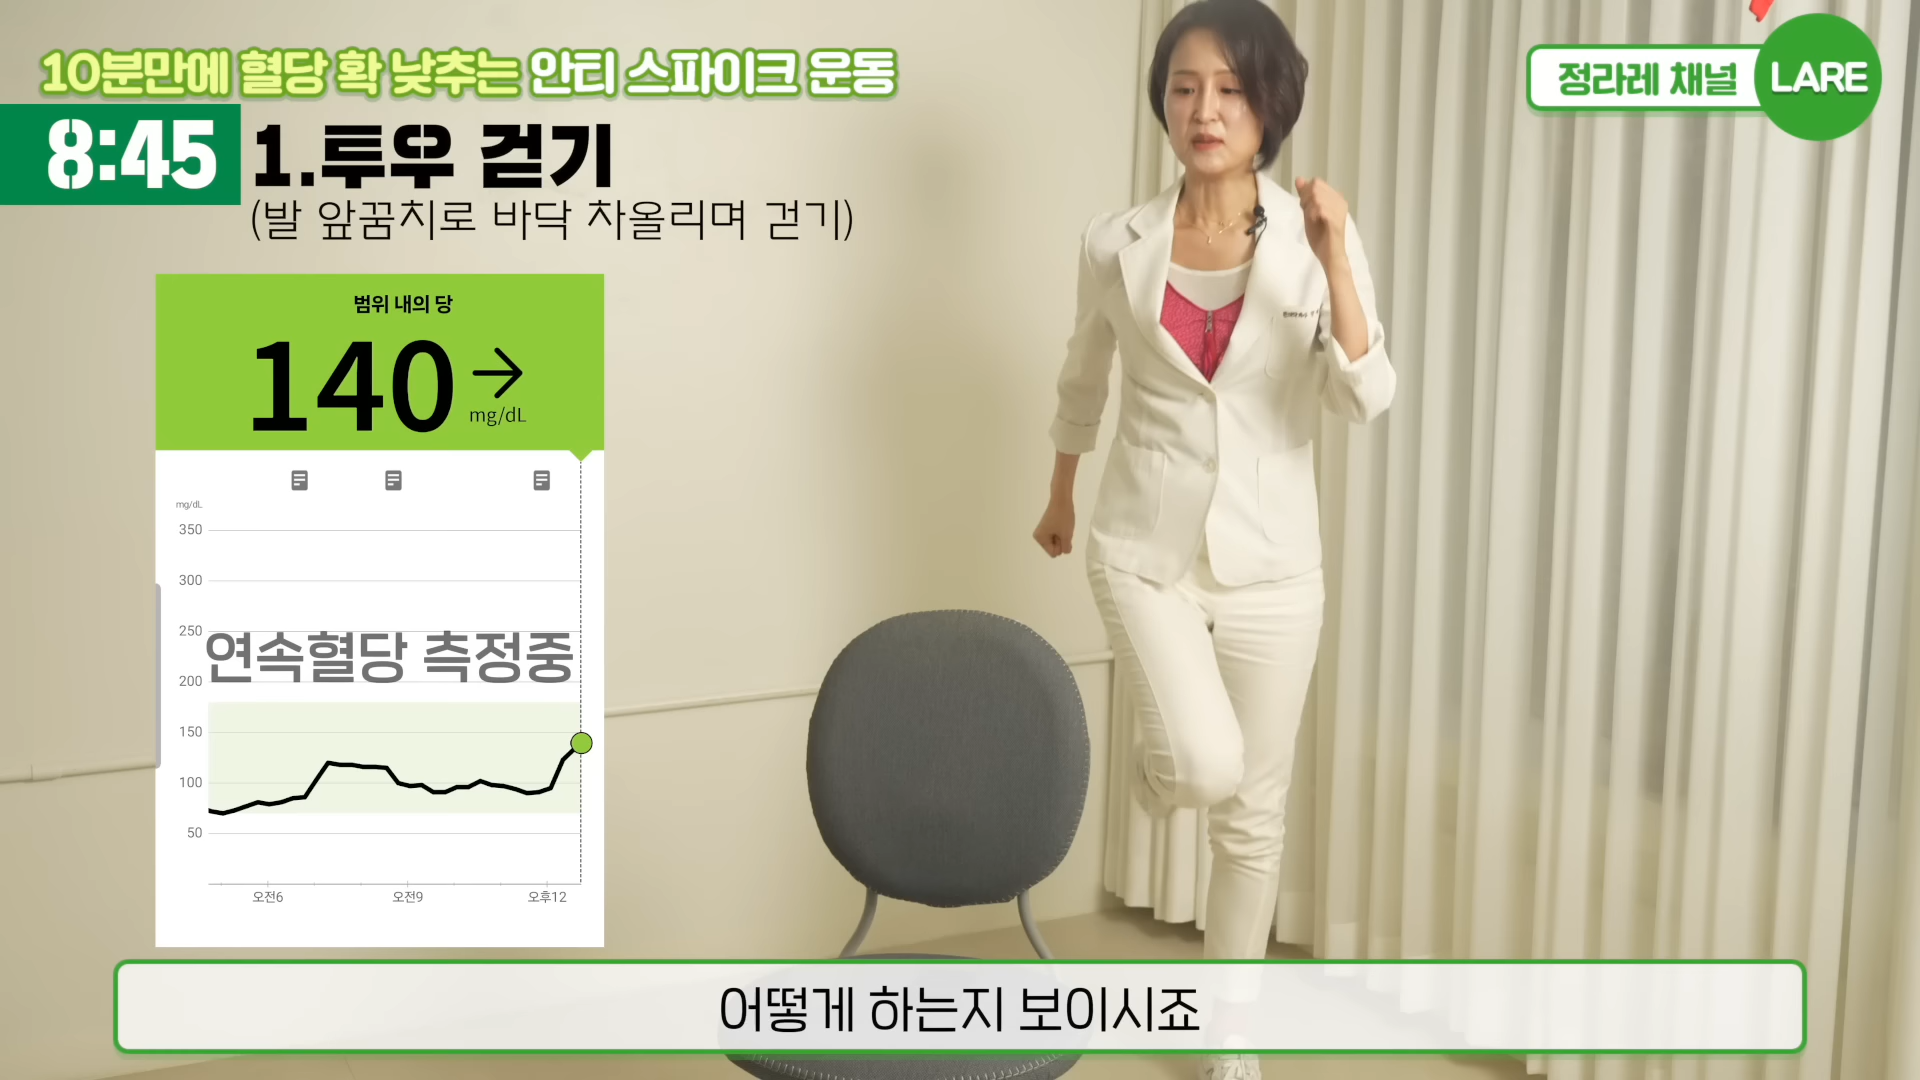 10분만에 혈당 확 낮추는 안티 스파이크 운동
정라레 채널 LARE
8:45
1.투우 걷기
(발 앞꿈치로 바닥 차올리며 걷기)
범위 내의 당
140 →
mg/dL
mg/dL
350
300
250
연속혈당 측정중
200
150
100
50
오전6 오전9 오후12
어떻게 하는지 보이시죠